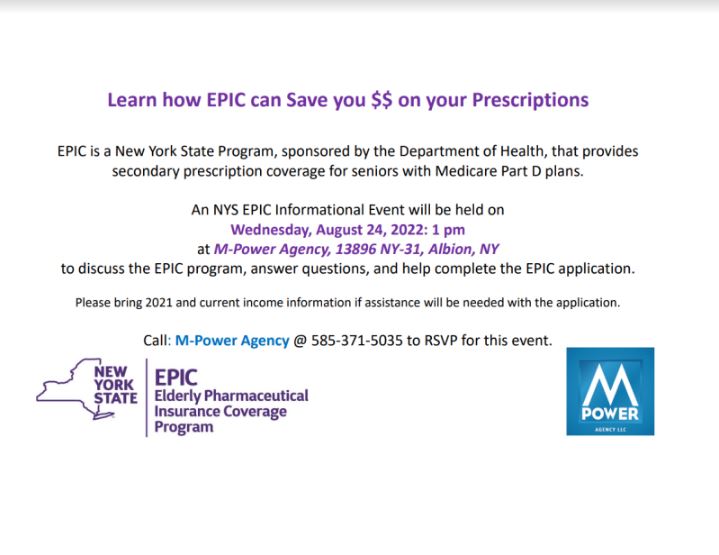 Learn how EPIC can Save you $$ on your Prescriptions
EPIC is a New York State Program, sponsored by the Department of Health, that provides
secondary prescription coverage for seniors with Medicare Part D plans.
An NYS EPIC Informational Event will be held on
Wednesday, August 24, 2022: 1 pm
at M-Power Agency, 13896 NY-31, Albion, NY
to discuss the EPIC program, answer questions, and help complete the EPIC application.
Please bring 2021 and current income information if assistance will be needed with the application.
Call: M-Power Agency @ 585-371-5035 to RSVP for this event.
NEW
YORK
STATE
EPIC
Elderly Pharmaceutical
Insurance Coverage
Program
M
POWER
AGENCY LLC